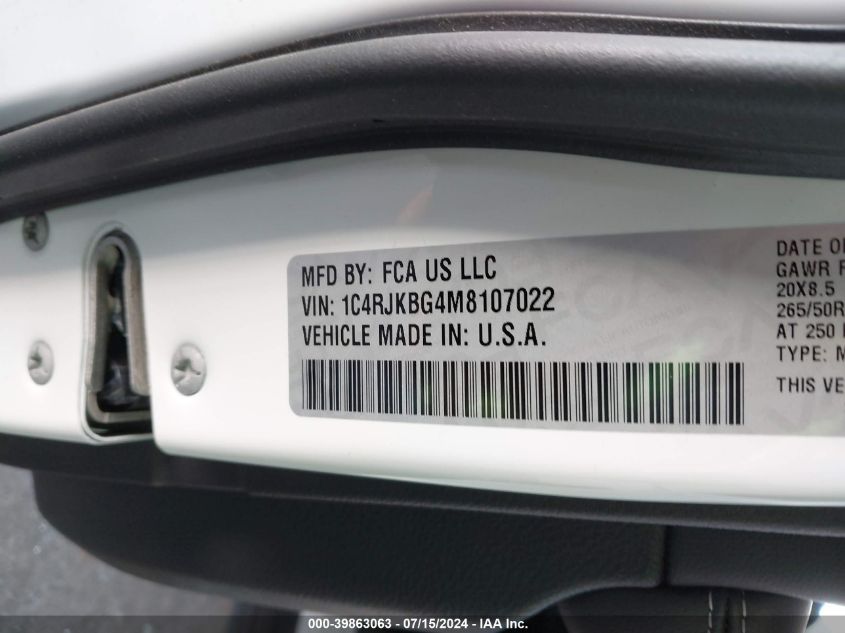 MFD BY: FCA US LLC
VIN: 1C4RJKBG4M8107022
VEHICLE MADE IN: U.S.A.
DATE OF
GAWR
20X8.5
265/50R
AT 250
TYPE:
THIS VE
000-39863063 - 07/15/2024 - IAA Inc.